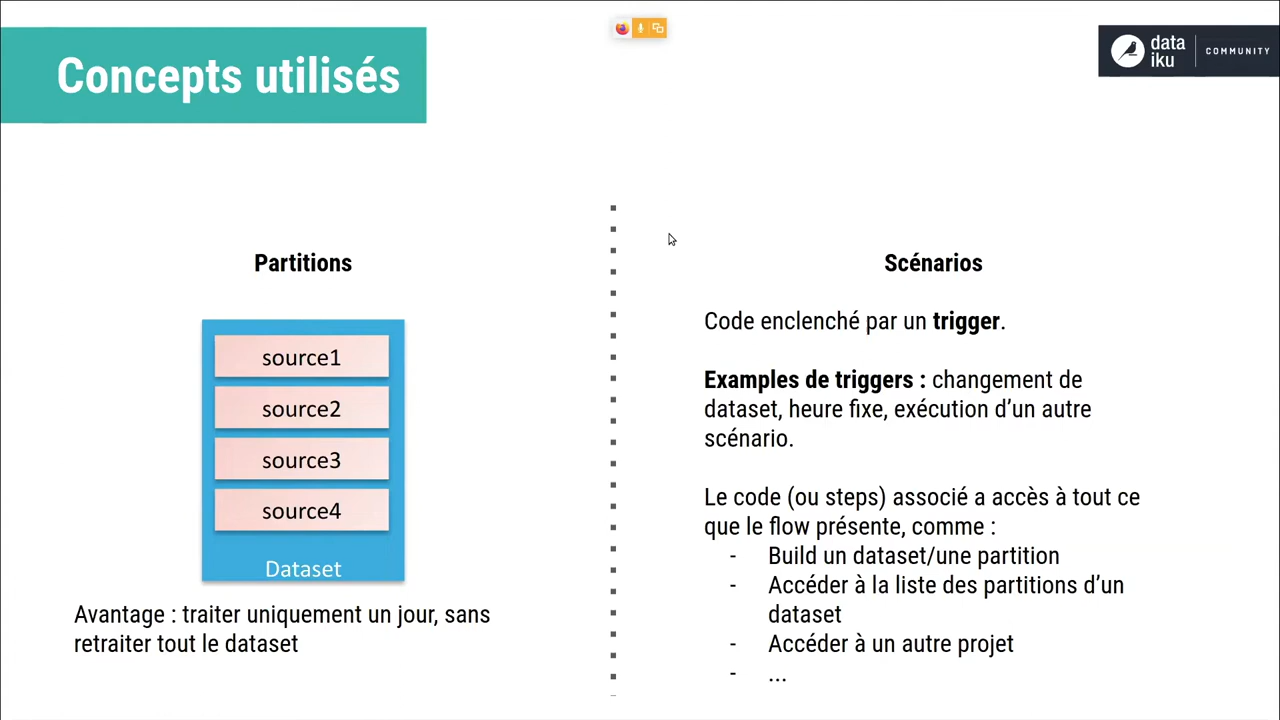 Concepts utilisés
data
iku
COMMUNITY
Partitions
source1
source2
source3
source4
Dataset
Avantage : traiter uniquement un jour, sans
retraiter tout le dataset
Scénarios
Code enclenché par un trigger.
Examples de triggers : changement de
dataset, heure fixe, exécution d’un autre
scénario.
Le code (ou steps) associé a accès à tout ce
que le flow présente, comme :
- Build un dataset/une partition
- Accéder à la liste des partitions d’un
dataset
- Accéder à un autre projet
- ...